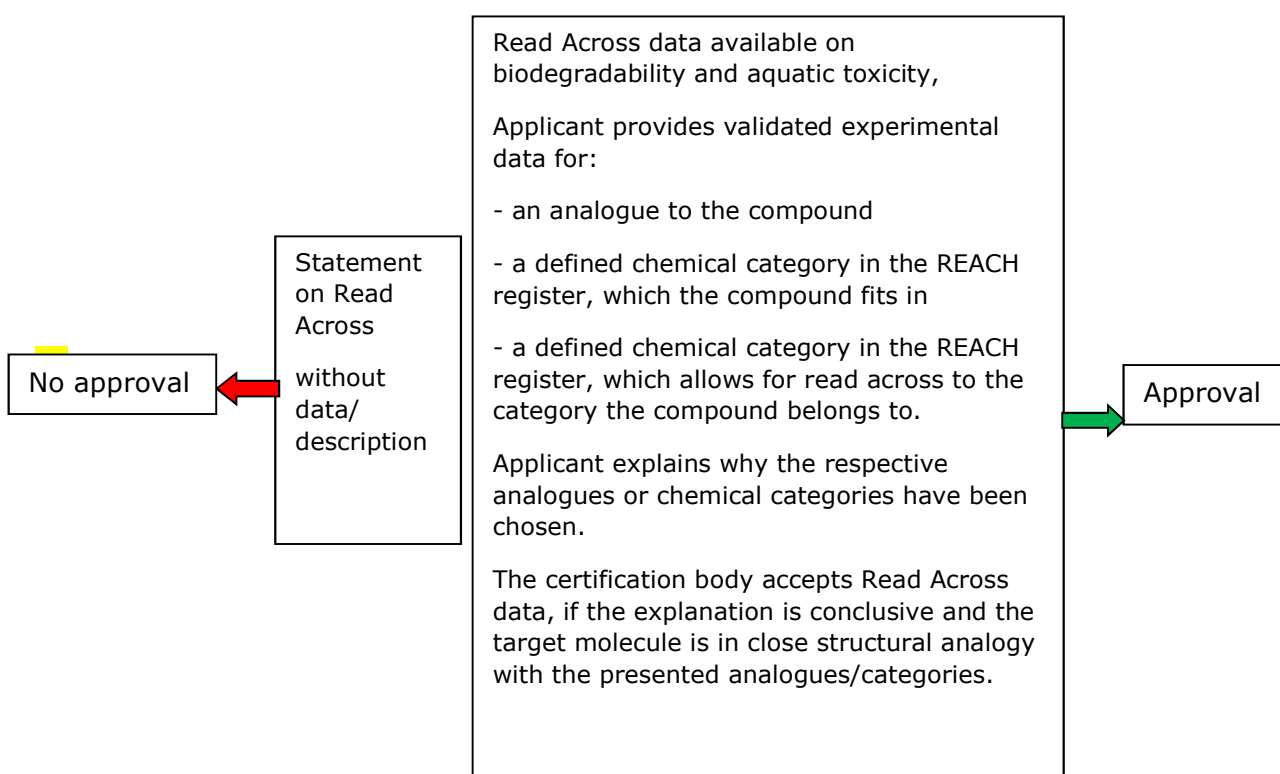 No approval
Statement
on Read
Across
without
data/
description
Read Across data available on
biodegradability and aquatic toxicity,
Applicant provides validated experimental
data for:
- an analogue to the compound
- a defined chemical category in the REACH
register, which the compound fits in
- a defined chemical category in the REACH
register, which allows for read across to the
category the compound belongs to.
Applicant explains why the respective
analogues or chemical categories have been
chosen.
The certification body accepts Read Across
data, if the explanation is conclusive and the
target molecule is in close structural analogy
with the presented analogues/categories.
Approval